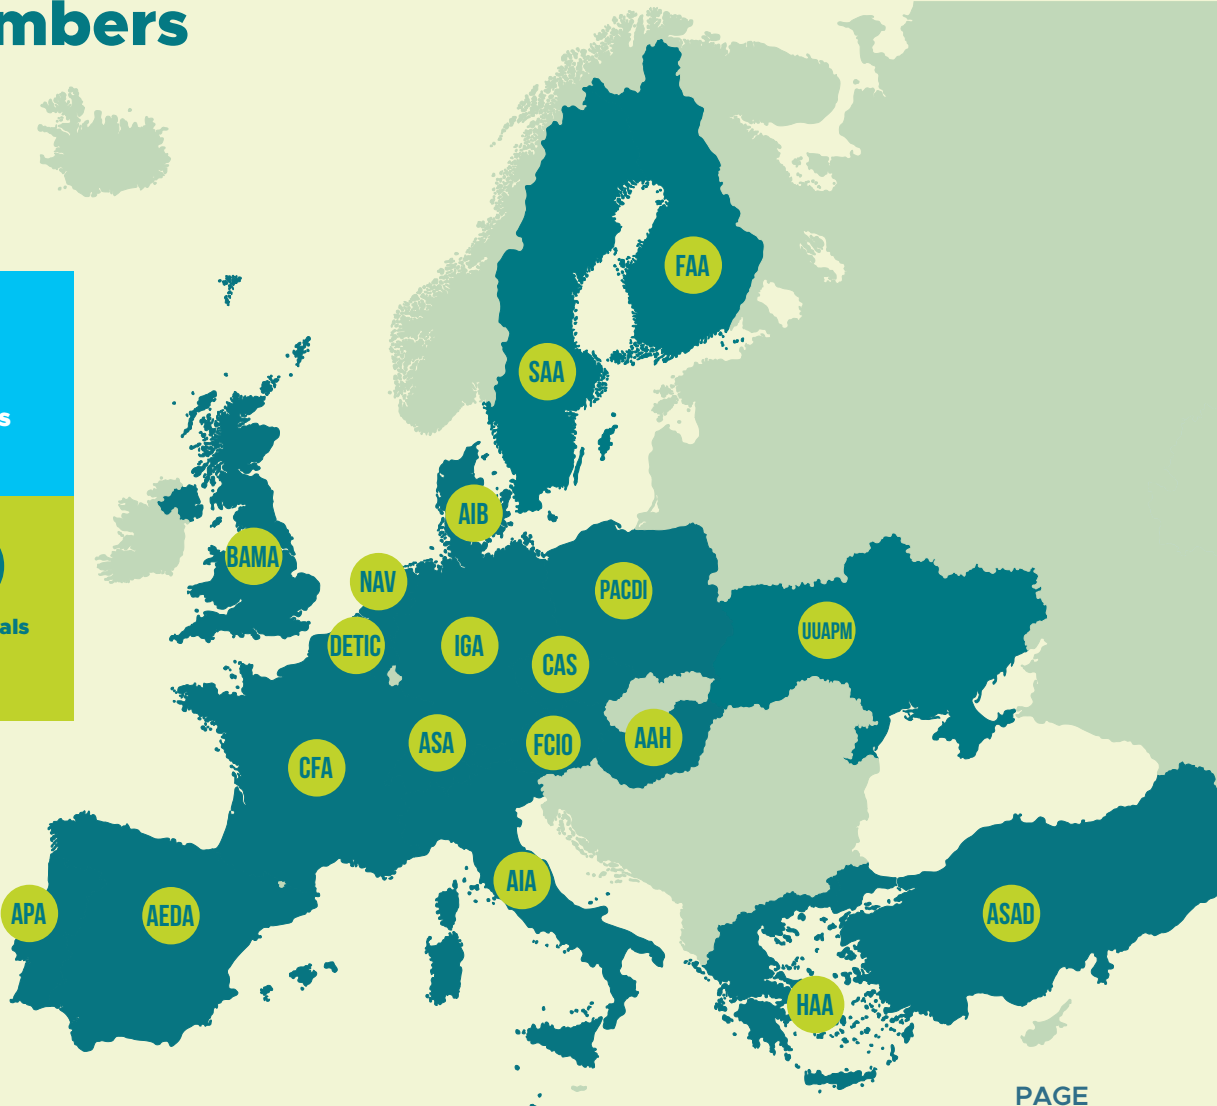 mbers
FAA
SAA
s
AIB
BAMA
NAV
PACDI
als
UUAPM
DETIC
IGA
CAS
AAH
ASA
FCIO
CFA
AIA
APA
AEDA
ASAD
HAA
PAGE